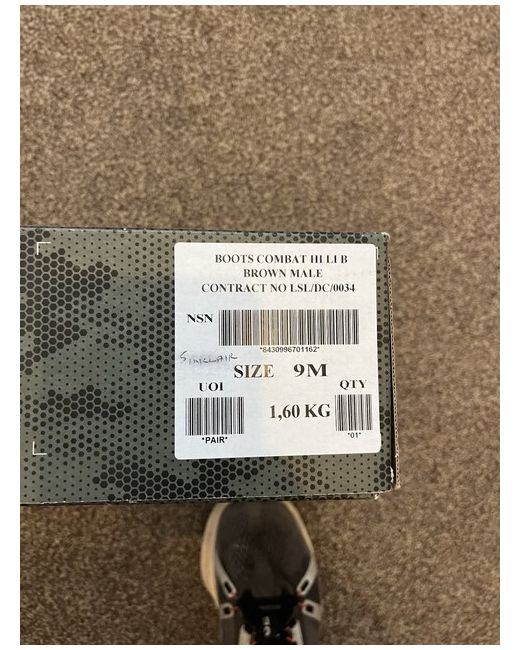 BOOTS COMBAT HI LI B
BROWN MALE
CONTRACT NO LSL/DC/0034
NSN
*8430996701162*
SINCLAIR
SIZE 9M
UOI
QTY
1,60 KG
*PAIR*
*01*